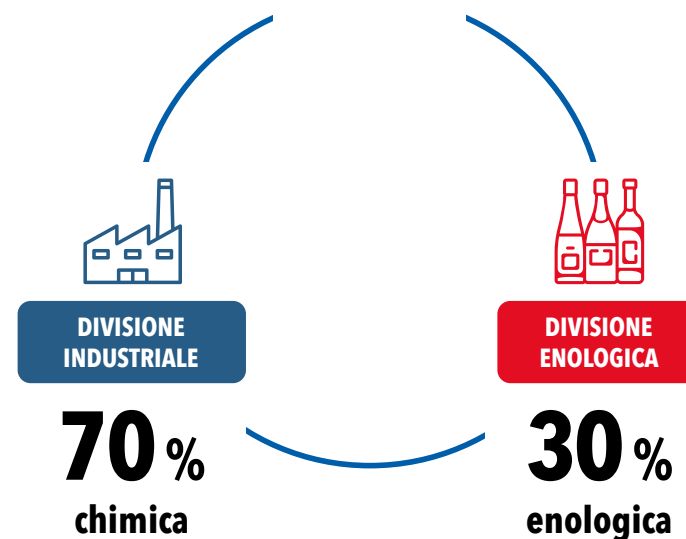 DIVISIONE
INDUSTRIALE
70 %
chimica
DIVISIONE
ENOLOGICA
30 %
enologica